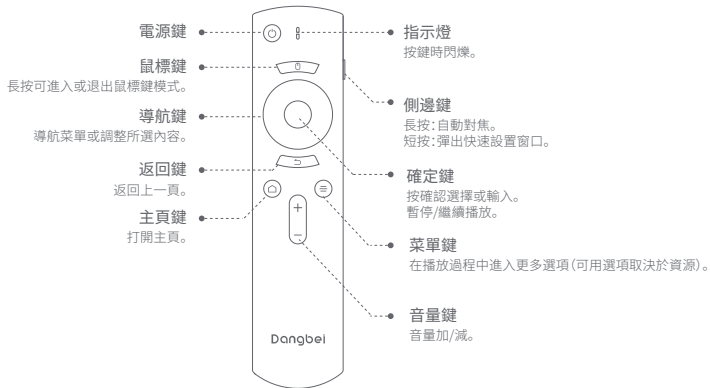 電源鍵
鼠標鍵
長按可進入或退出鼠標鍵模式。
導航鍵
導航菜單或調整所選內容。
返回鍵
返回上一頁。
主頁鍵
打開主頁。
Dangbei
指示燈
按鍵時閃爍。
側邊鍵
長按:自動對焦。
短按:彈出快速設置窗口。
確定鍵
按確認選擇或輸入。
暫停/繼續播放。
菜單鍵
在播放過程中進入更多選項(可用選項取決於資源)。
音量鍵
音量加/減。